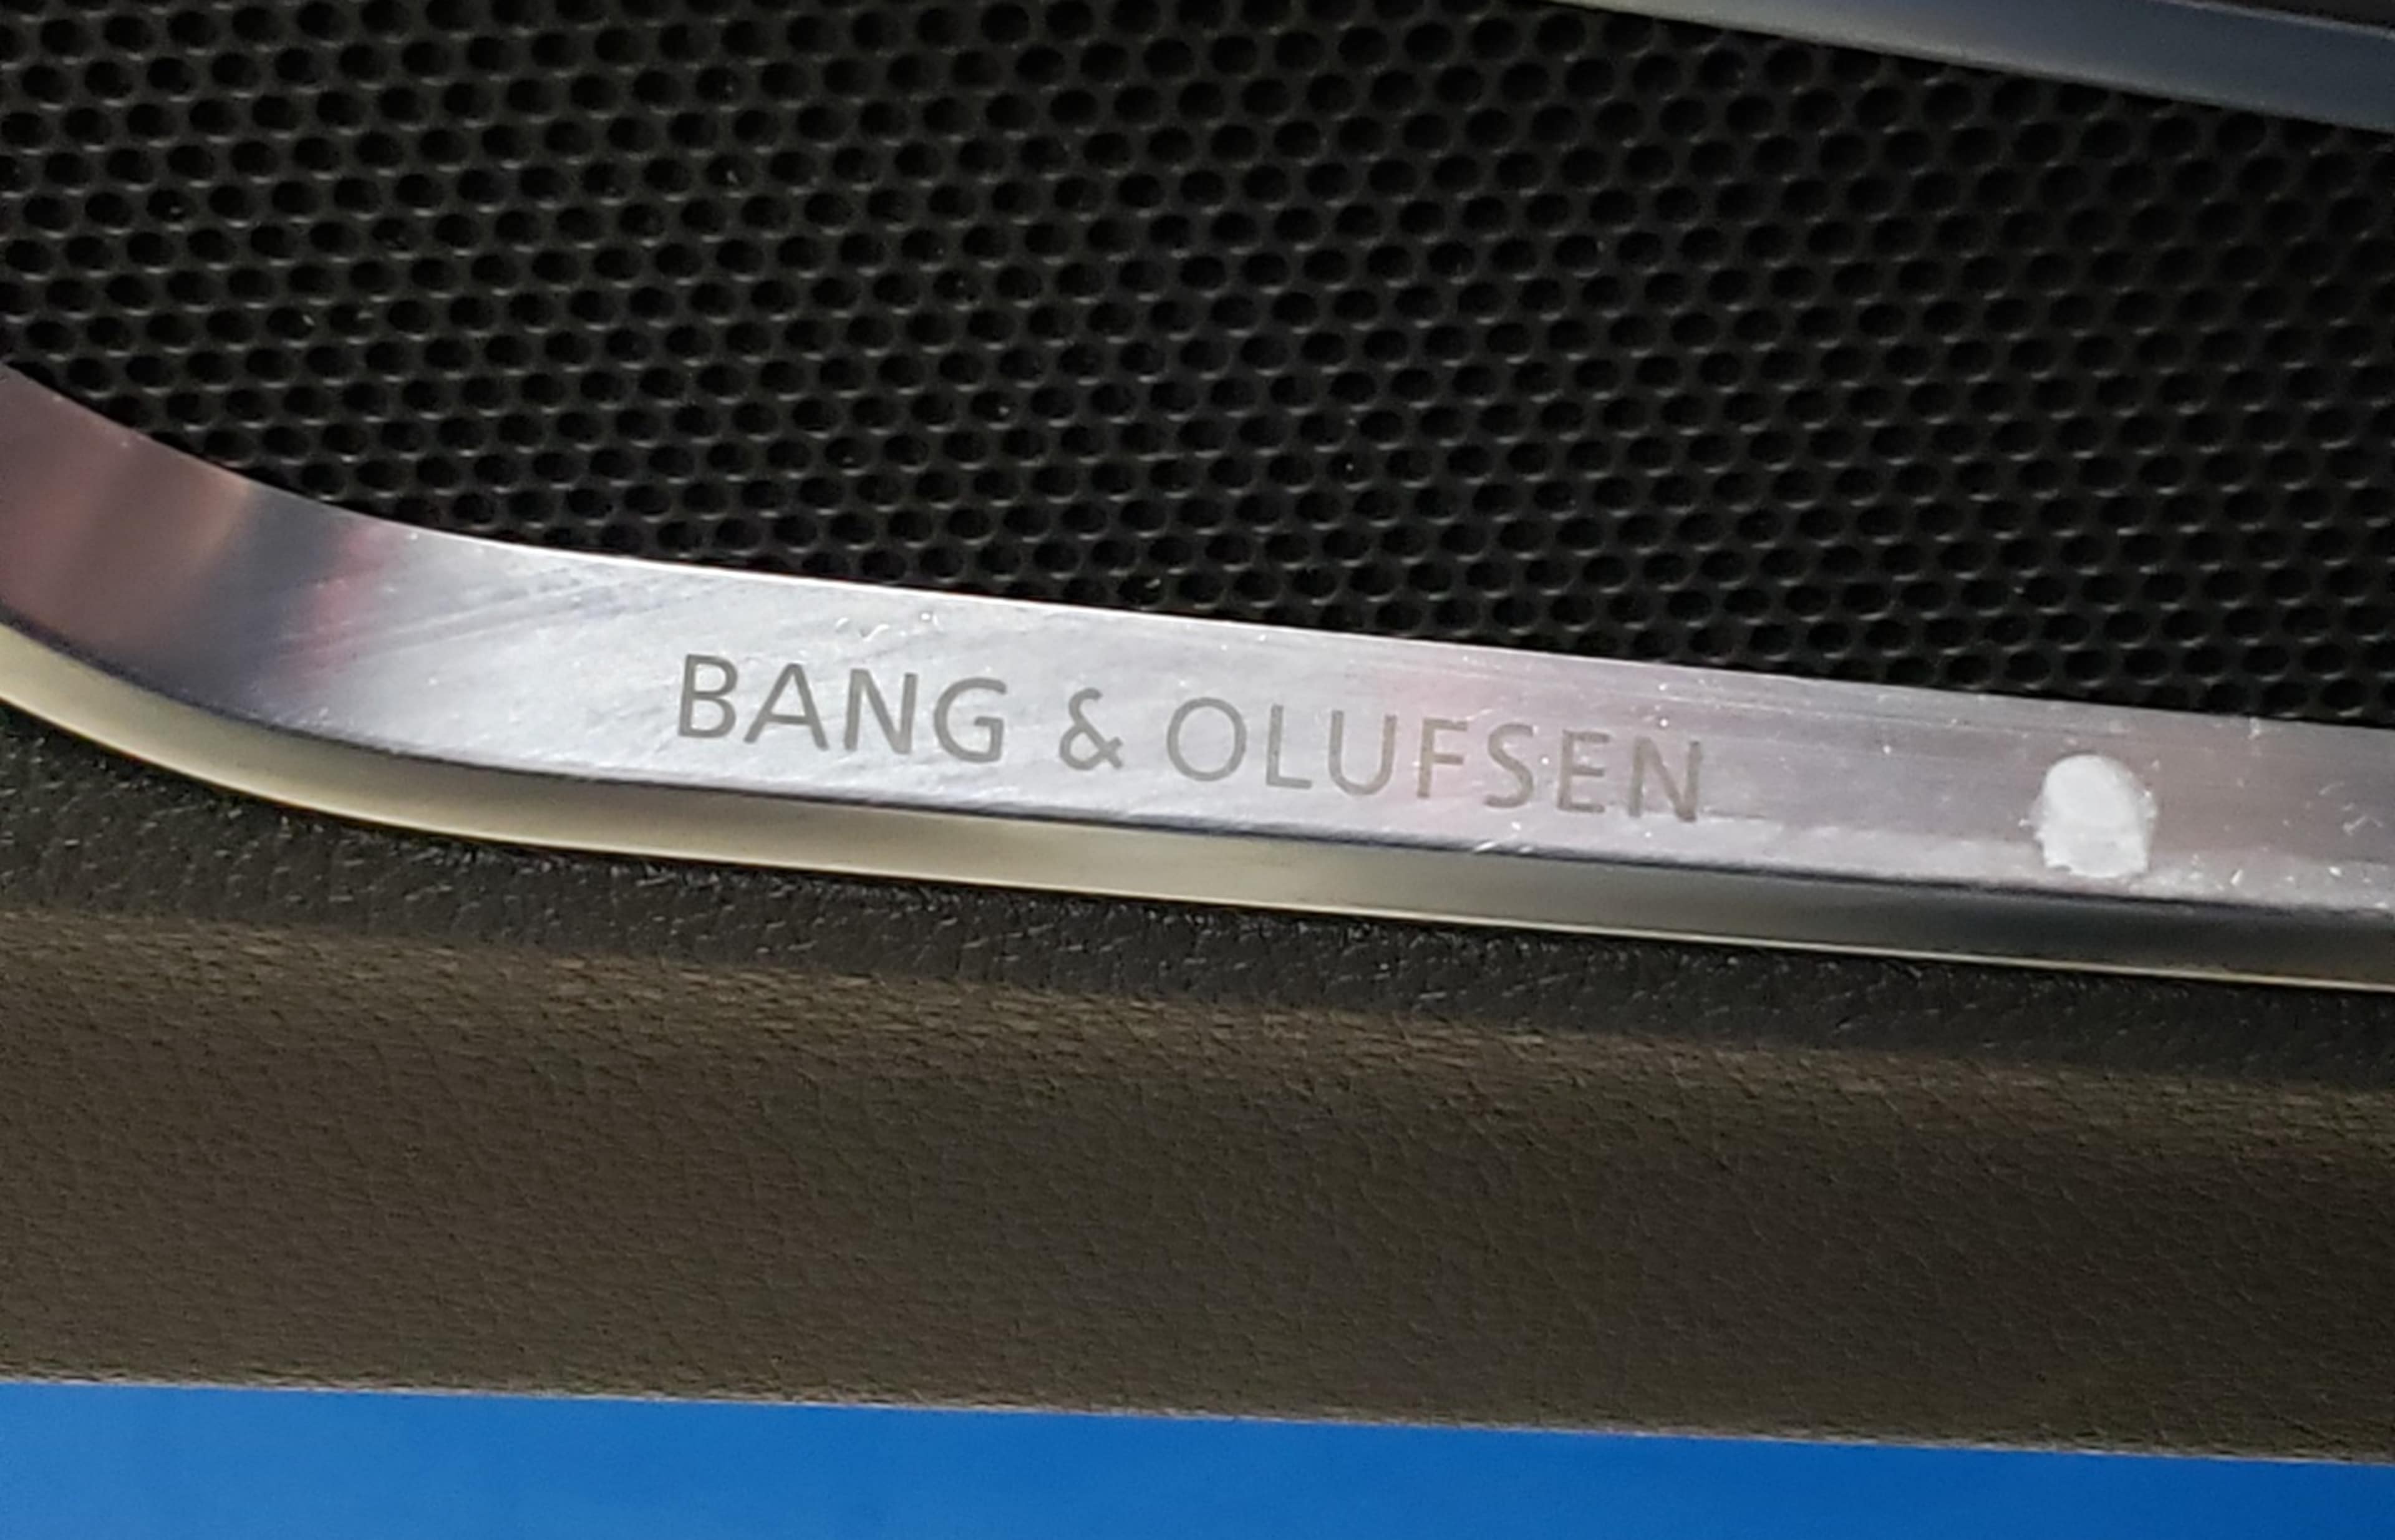 BANG & OLUFSEN